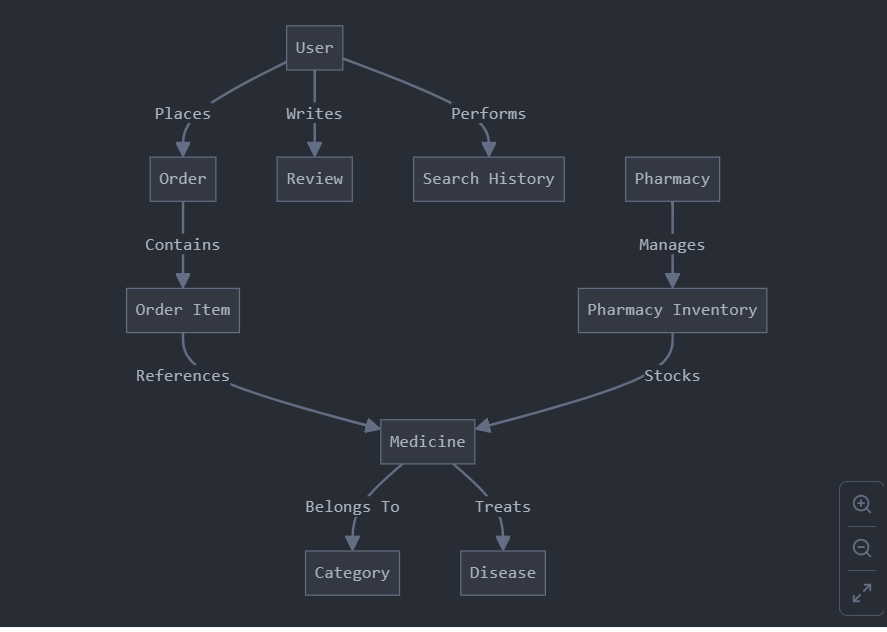 User
Places
Writes
Performs
Order
Review
Search History
Pharmacy
Contains
Manages
Order Item
Pharmacy Inventory
References
Stocks
Medicine
Belongs To
Treats
Category
Disease